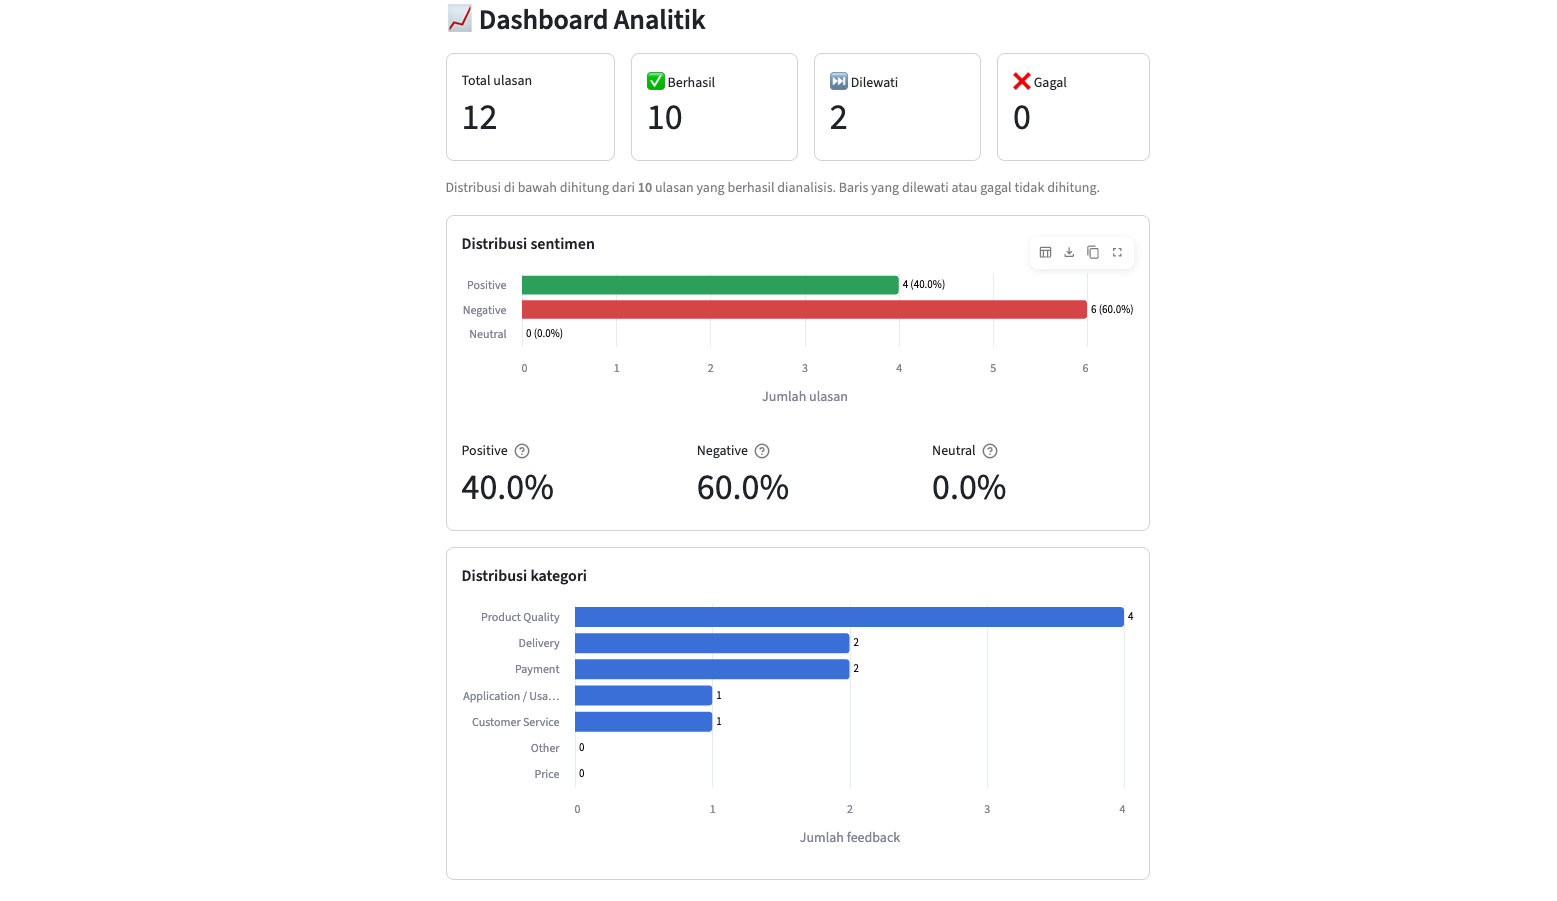 📈 Dashboard Analitik
Total ulasan
12
✅ Berhasil
10
⏭️ Dilewati
2
❌ Gagal
0
Distribusi di bawah dihitung dari 10 ulasan yang berhasil dianalisis. Baris yang dilewati atau gagal tidak dihitung.
Distribusi sentimen
Positive
4 (40.0%)
Negative
6 (60.0%)
Neutral
0 (0.0%)
0 1 2 3 4 5 6
Jumlah ulasan
Positive
40.0%
Negative
60.0%
Neutral
0.0%
Distribusi kategori
Product Quality
4
Delivery
2
Payment
2
Application / Usa…
1
Customer Service
1
Other
0
Price
0
0 1 2 3 4
Jumlah feedback